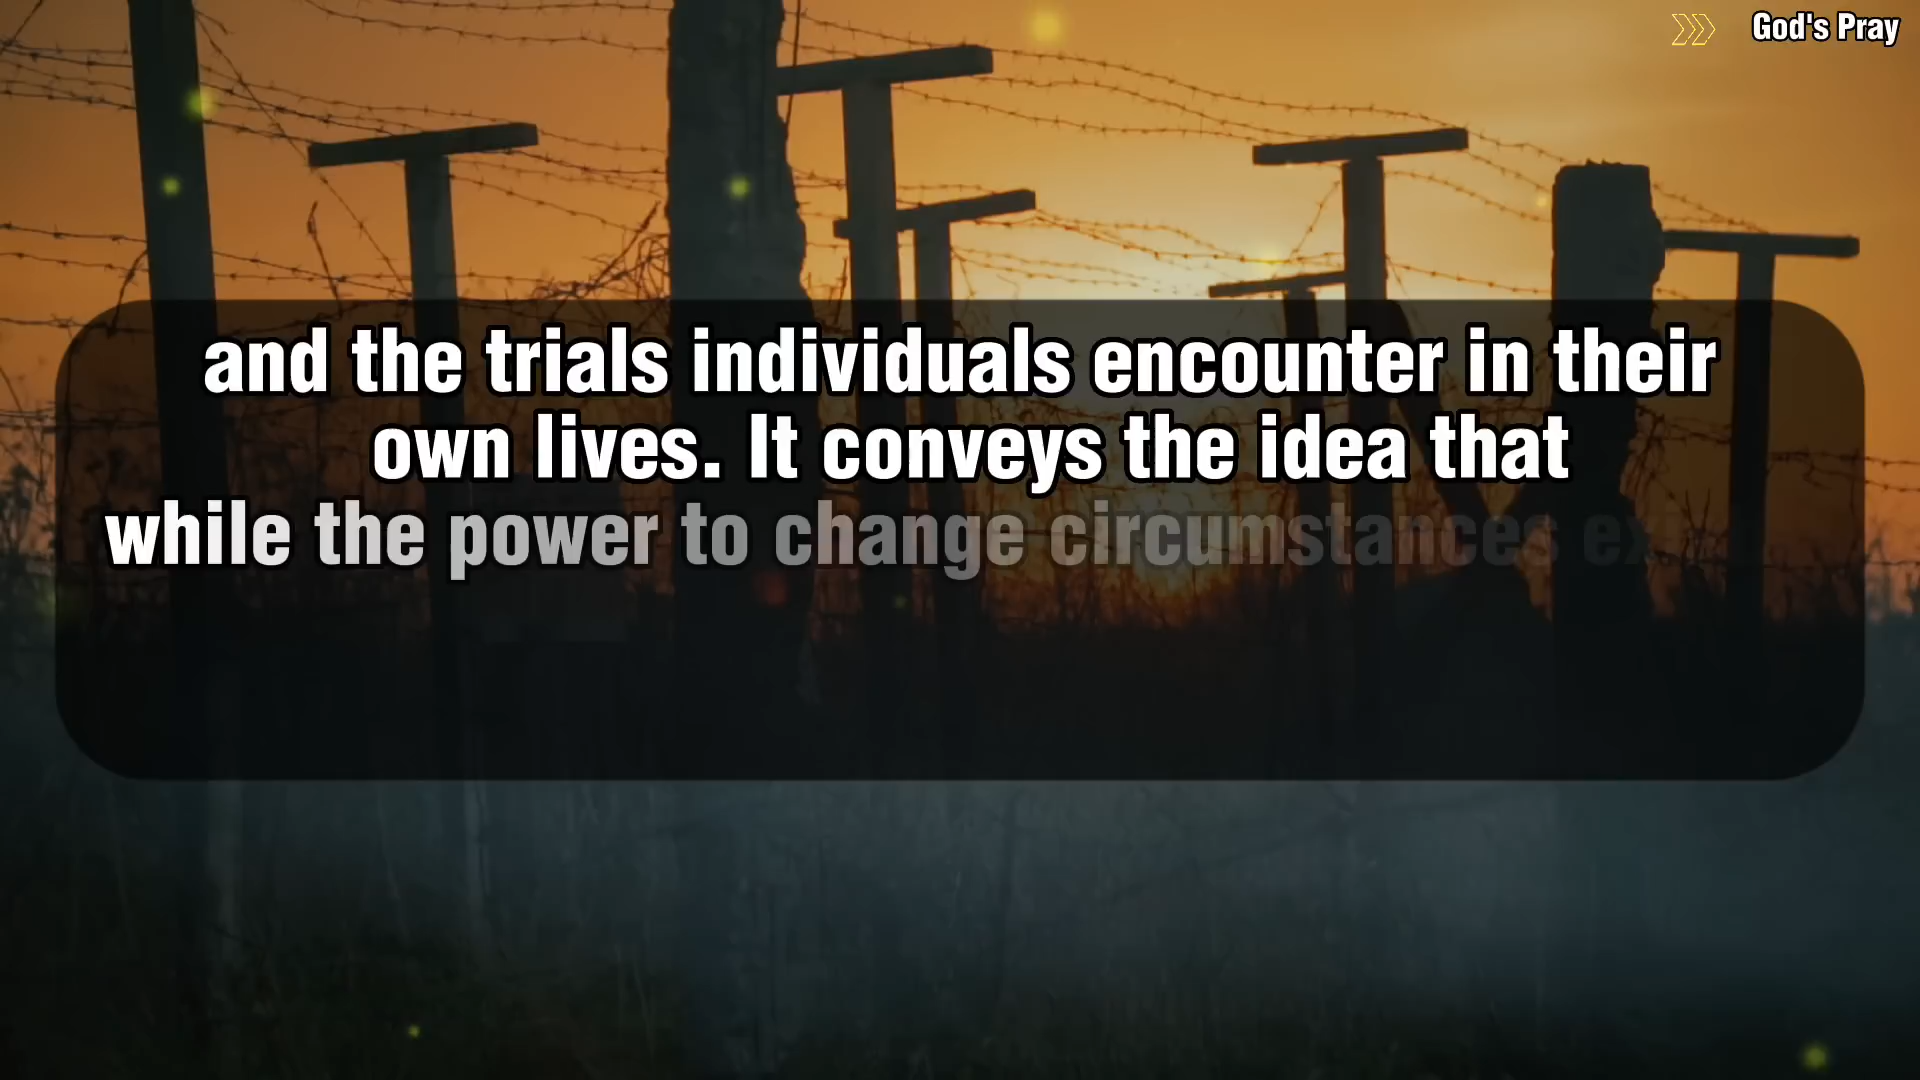 God's Pray
and the trials individuals encounter in their
own lives. It conveys the idea that
while the power to change circumstances